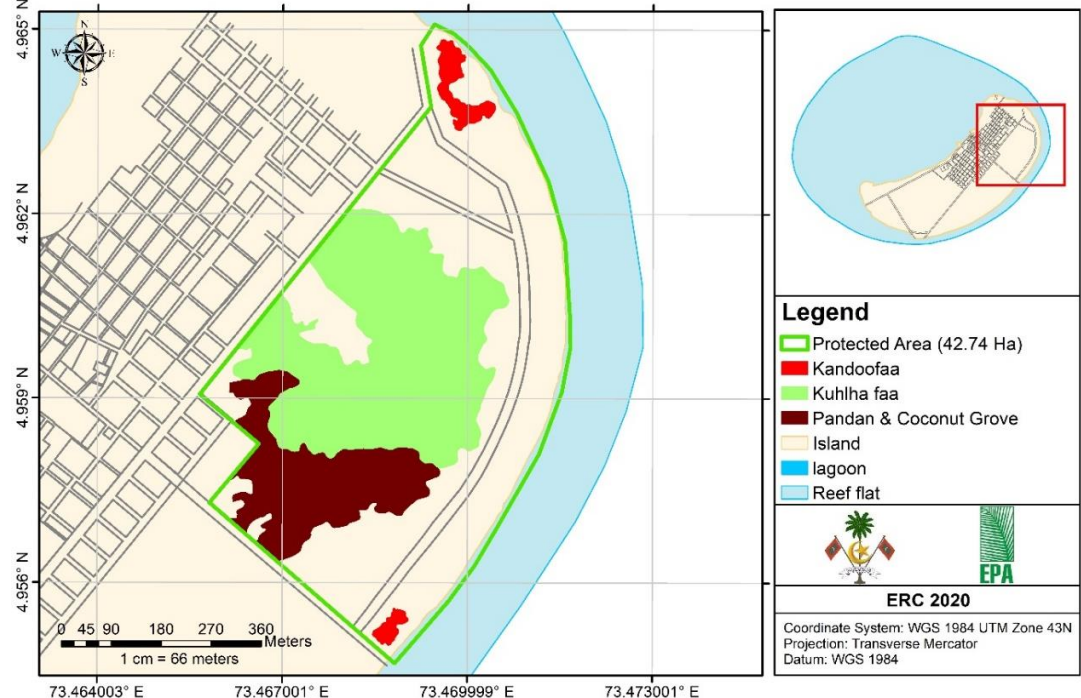 4.965° N
4.962° N
4.959° N
4.956° N
N
W E
S
0 45 90 180 270 360
Meters
1 cm = 66 meters
73.464003° E 73.467001° E 73.469999° E 73.473001° E
Legend
Protected Area (42.74 Ha)
Kandoofaa
Kuhlha faa
Pandan & Coconut Grove
Island
lagoon
Reef flat
EPA
ERC 2020
Coordinate System: WGS 1984 UTM Zone 43N
Projection: Transverse Mercator
Datum: WGS 1984